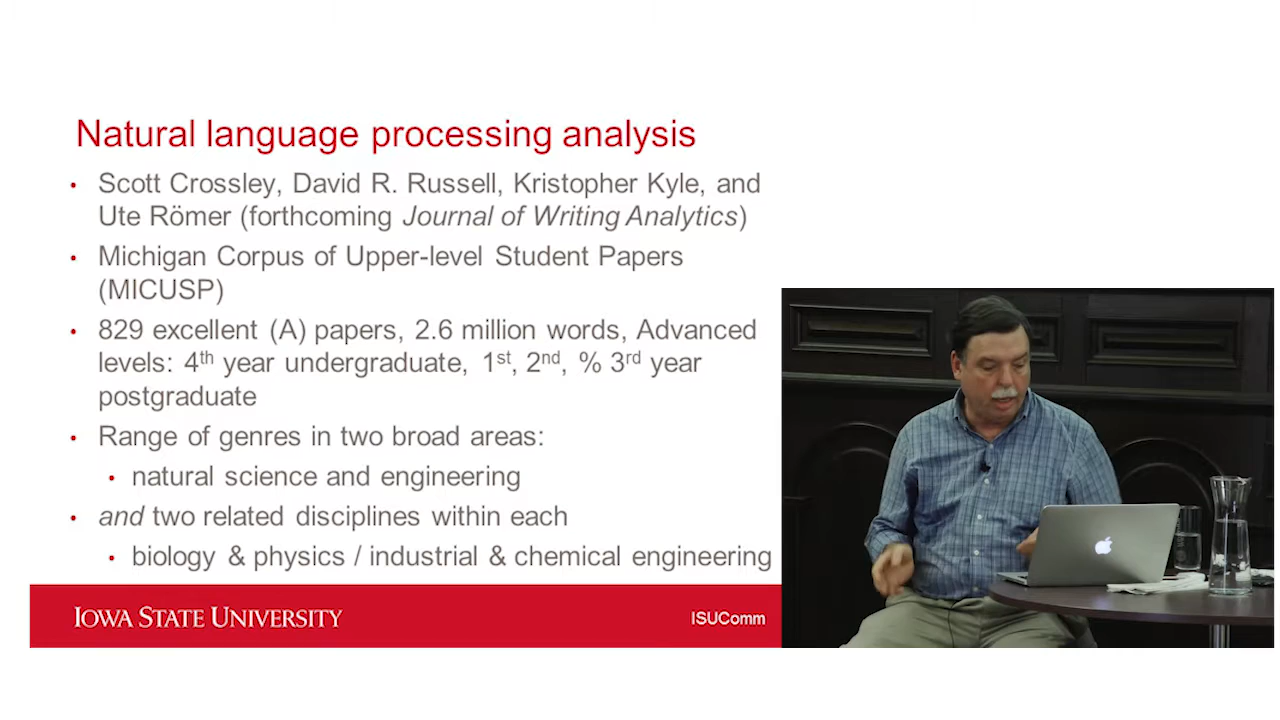 Natural language processing analysis
• Scott Crossley, David R. Russell, Kristopher Kyle, and
Ute Römer (forthcoming Journal of Writing Analytics)
• Michigan Corpus of Upper-level Student Papers
(MICUSP)
• 829 excellent (A) papers, 2.6 million words, Advanced
levels: 4th year undergraduate, 1st, 2nd, % 3rd year
postgraduate
• Range of genres in two broad areas:
• natural science and engineering
• and two related disciplines within each
• biology & physics / industrial & chemical engineering
IOWA STATE UNIVERSITY
ISUComm